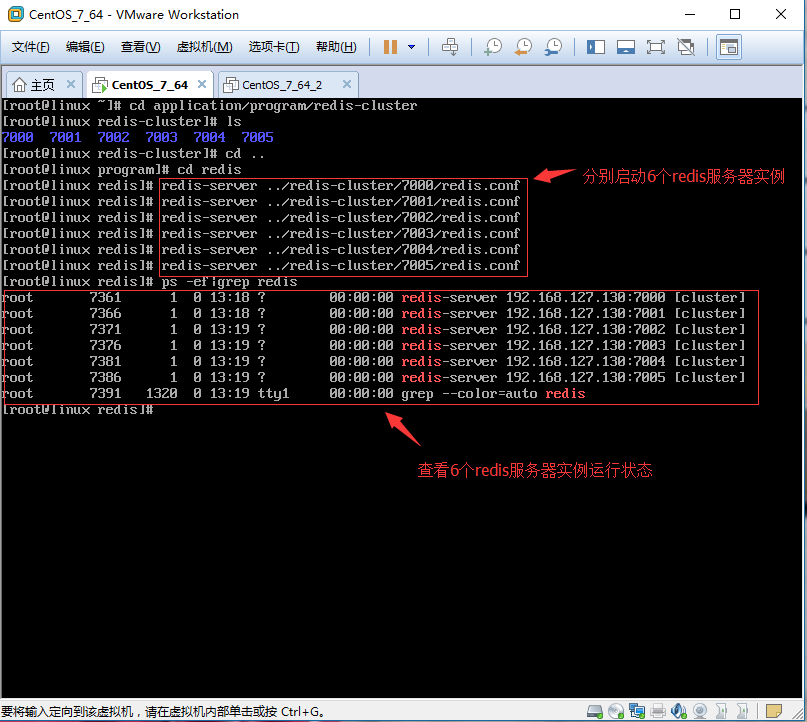 CentOS_7_64 - VMware Workstation
文件(F) 编辑(E) 查看(V) 虚拟机(M) 选项卡(T) 帮助(H)
主页 CentOS_7_64 CentOS_7_64_2
[root@linux ~]# cd application/program/redis-cluster
[root@linux redis-cluster]# ls
7000 7001 7002 7003 7004 7005
[root@linux redis-cluster]# cd ..
[root@linux program]# cd redis
[root@linux redis]# redis-server ../redis-cluster/7000/redis.conf
分别启动6个redis服务器实例
[root@linux redis]# redis-server ../redis-cluster/7001/redis.conf
[root@linux redis]# redis-server ../redis-cluster/7002/redis.conf
[root@linux redis]# redis-server ../redis-cluster/7003/redis.conf
[root@linux redis]# redis-server ../redis-cluster/7004/redis.conf
[root@linux redis]# redis-server ../redis-cluster/7005/redis.conf
[root@linux redis]# ps -ef|grep redis
root 7361 1 0 13:18 ? 00:00:00 redis-server 192.168.127.130:7000 [cluster]
root 7366 1 0 13:18 ? 00:00:00 redis-server 192.168.127.130:7001 [cluster]
root 7371 1 0 13:19 ? 00:00:00 redis-server 192.168.127.130:7002 [cluster]
root 7376 1 0 13:19 ? 00:00:00 redis-server 192.168.127.130:7003 [cluster]
root 7381 1 0 13:19 ? 00:00:00 redis-server 192.168.127.130:7004 [cluster]
root 7386 1 0 13:19 ? 00:00:00 redis-server 192.168.127.130:7005 [cluster]
root 7391 1320 0 13:19 tty1 00:00:00 grep --color=auto redis
[root@linux redis]#
查看6个redis服务器实例运行状态
要将输入定向到该虚拟机，请在虚拟机内部单击或按 Ctrl+G。